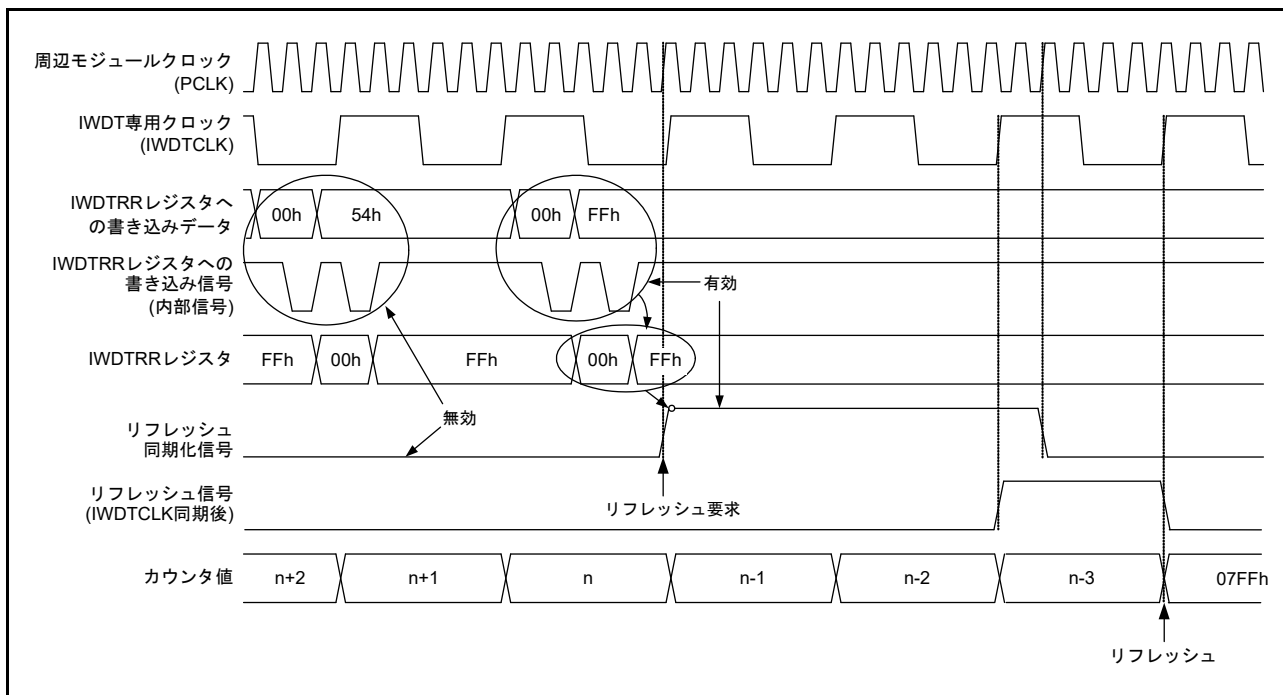 周辺モジュールクロック
(PCLK)
IWDT専用クロック
(IWDTCLK)
IWDTRRレジスタへ
の書き込みデータ
00h
54h
00h
FFh
IWDTRRレジスタへの
書き込み信号
(内部信号)
有効
IWDTRRレジスタ
FFh
00h
FFh
00h
FFh
無効
リフレッシュ
同期化信号
リフレッシュ要求
リフレッシュ信号
(IWDTCLK同期後)
カウンタ値
n+2
n+1
n
n-1
n-2
n-3
07FFh
リフレッシュ